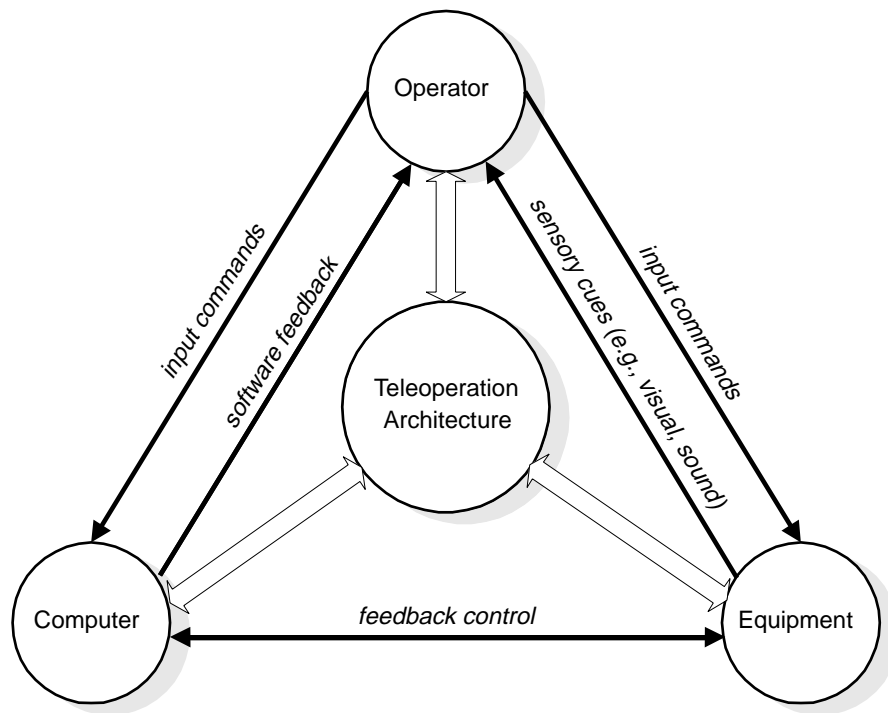 Operator
input commands
software feedback
sensory cues (e.g., visual, sound)
input commands
Teleoperation
Architecture
Computer
feedback control
Equipment